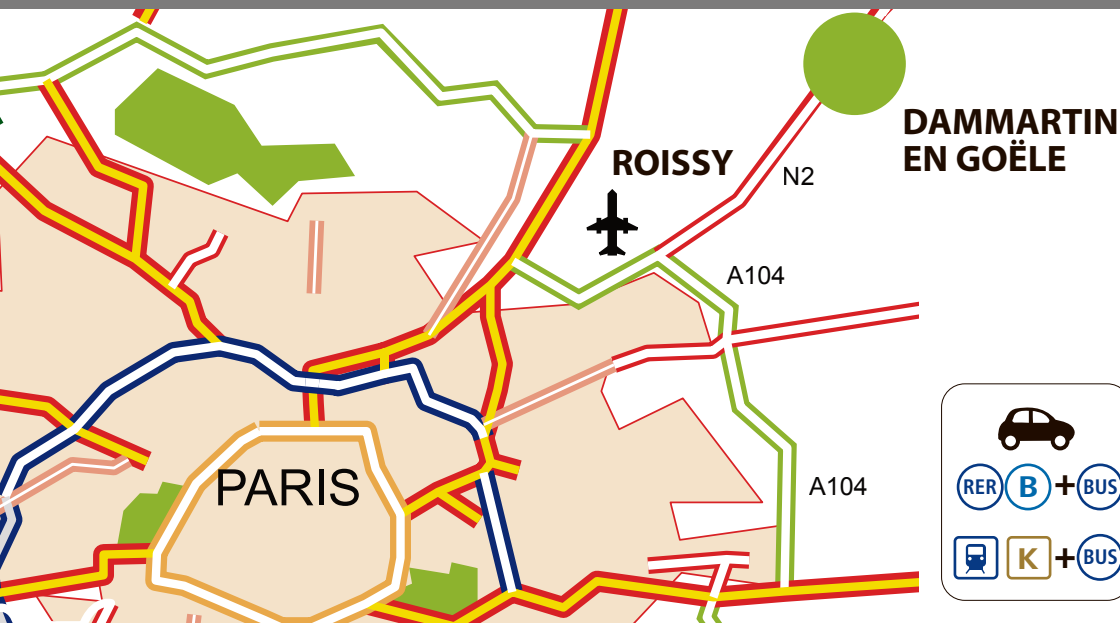 DAMMARTIN
EN GOËLE
ROISSY
N2
A104
PARIS
A104
RER B + BUS
K + BUS